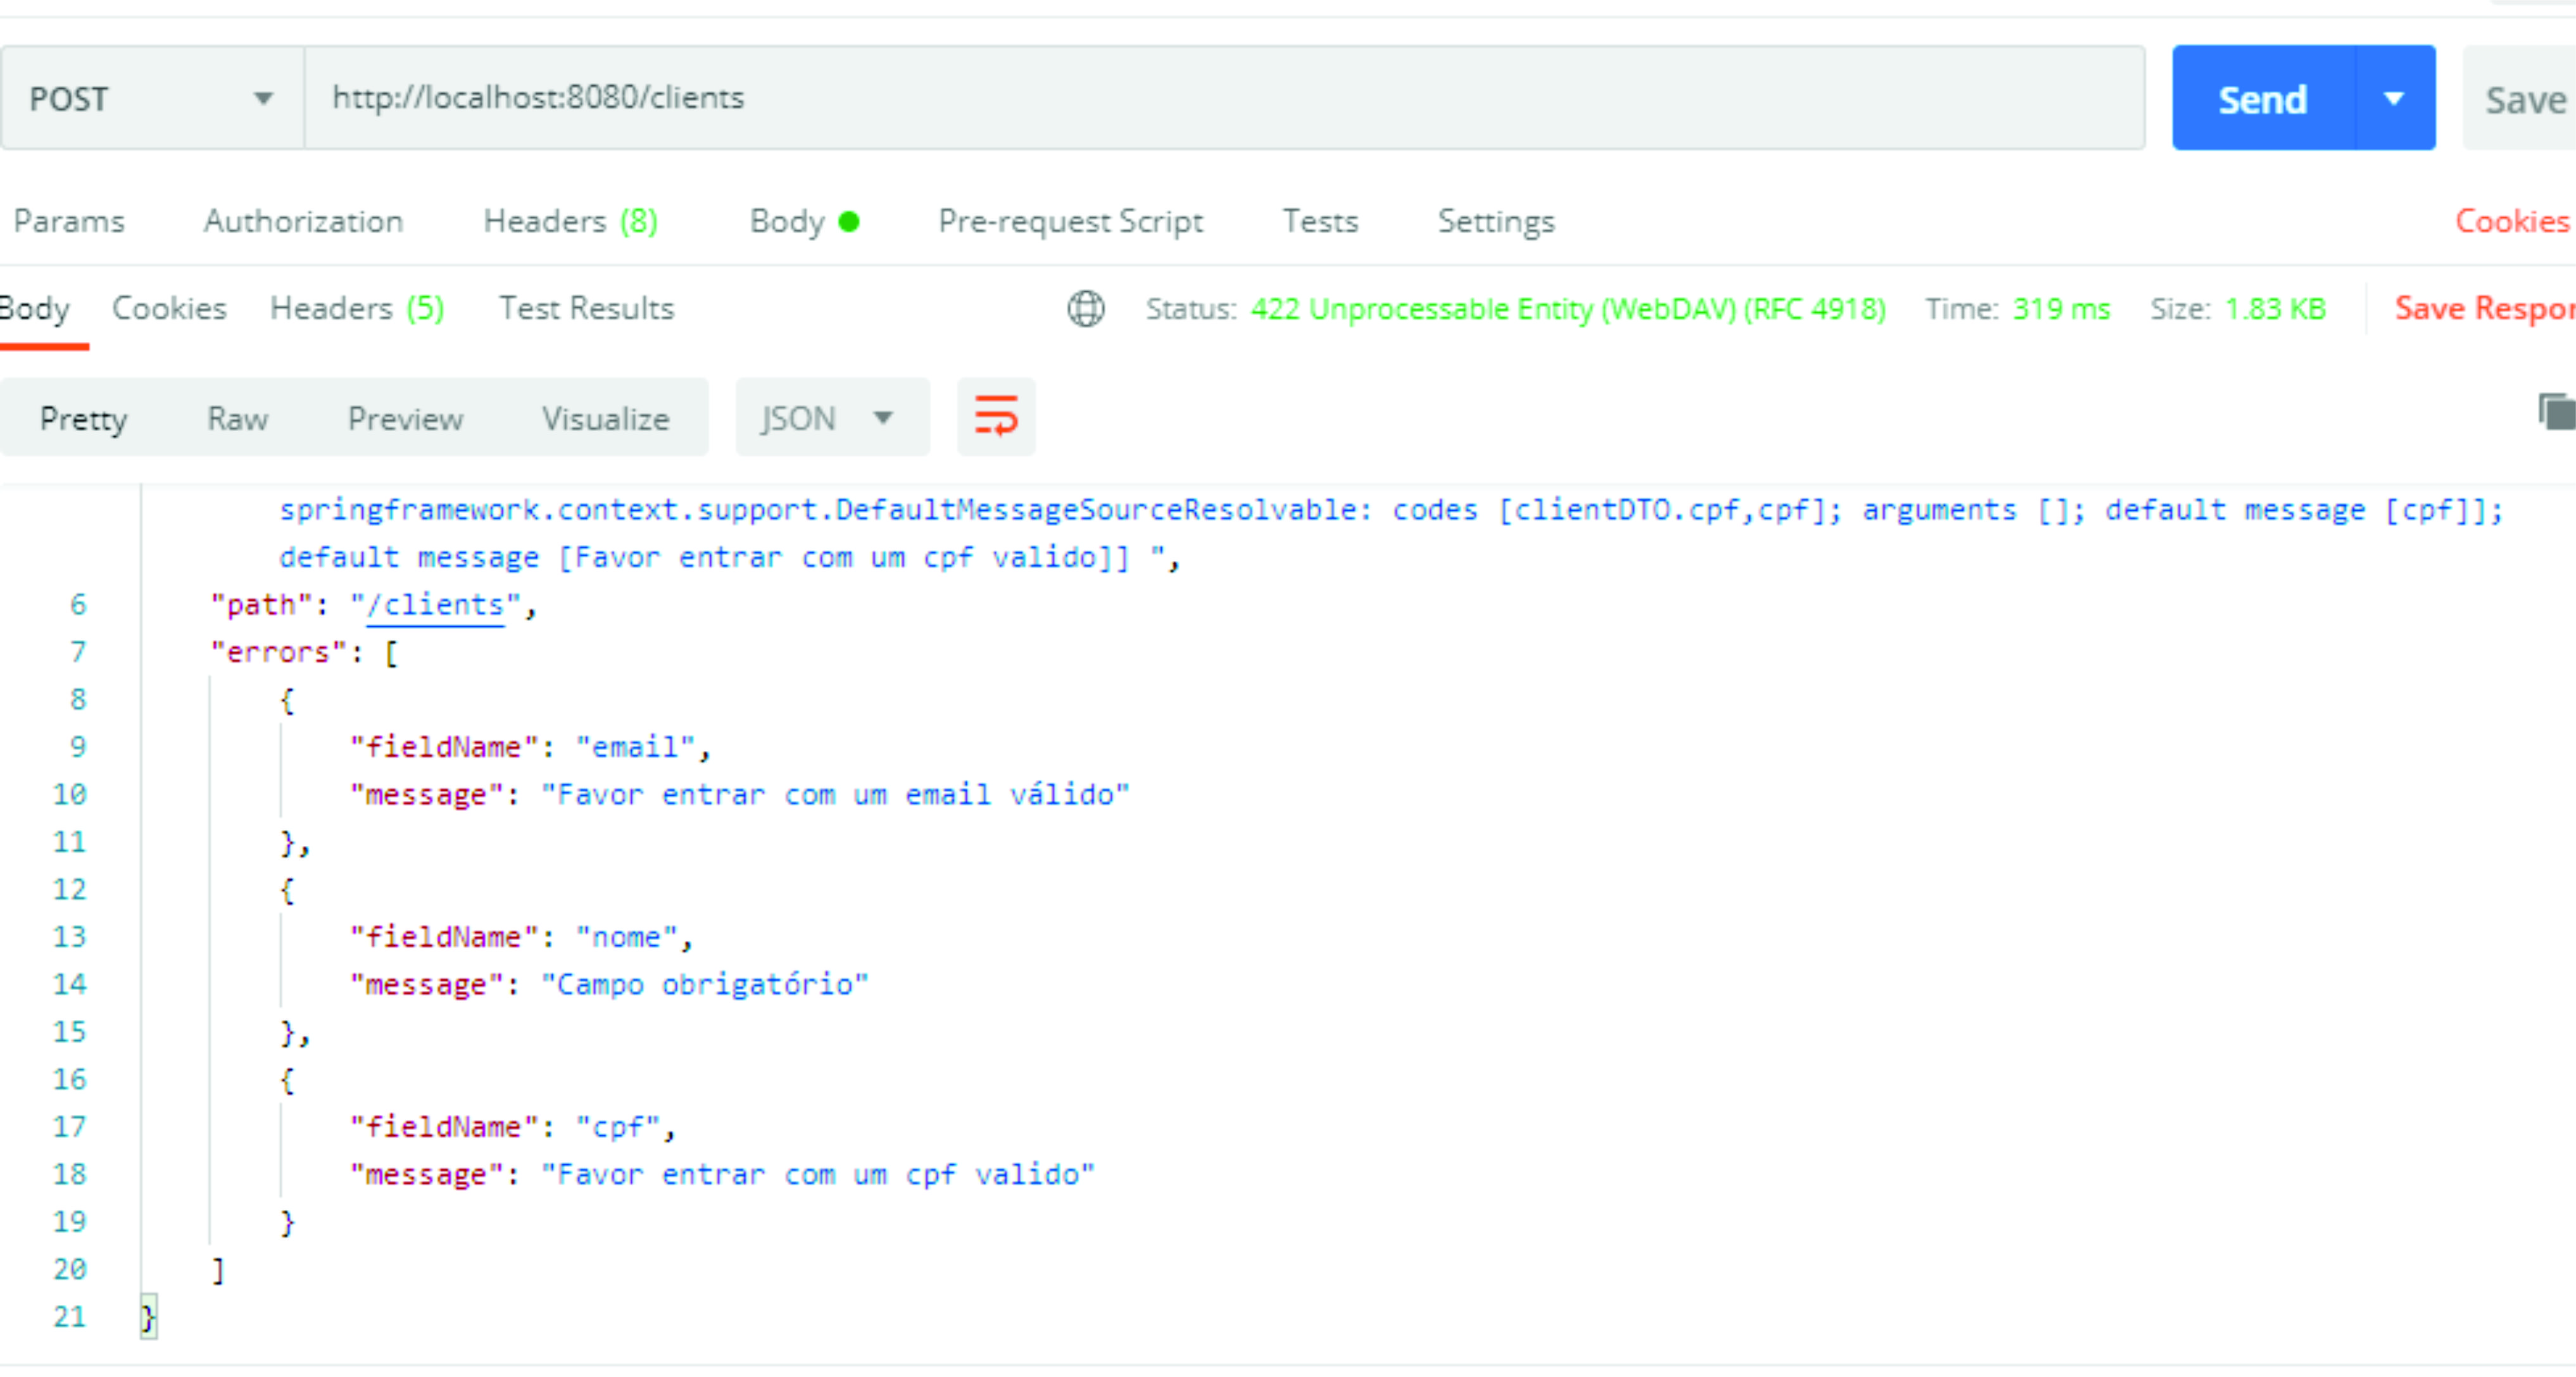 POST http://localhost:8080/clients Send Save
Params Authorization Headers (8) Body Pre-request Script Tests Settings Cookies
Body Cookies Headers (5) Test Results Status: 422 Unprocessable Entity (WebDAV) (RFC 4918) Time: 319 ms Size: 1.83 KB Save Respon
Pretty Raw Preview Visualize JSON
springframework.context.support.DefaultMessageSourceResolvable: codes [clientDTO.cpf,cpf]; arguments []; default message [cpf]];
default message [Favor entrar com um cpf valido]] ",
6 "path": "/clients",
7 "errors": [
8 {
9 "fieldName": "email",
10 "message": "Favor entrar com um email válido"
11 },
12 {
13 "fieldName": "nome",
14 "message": "Campo obrigatório"
15 },
16 {
17 "fieldName": "cpf",
18 "message": "Favor entrar com um cpf valido"
19 }
20 ]
21 }